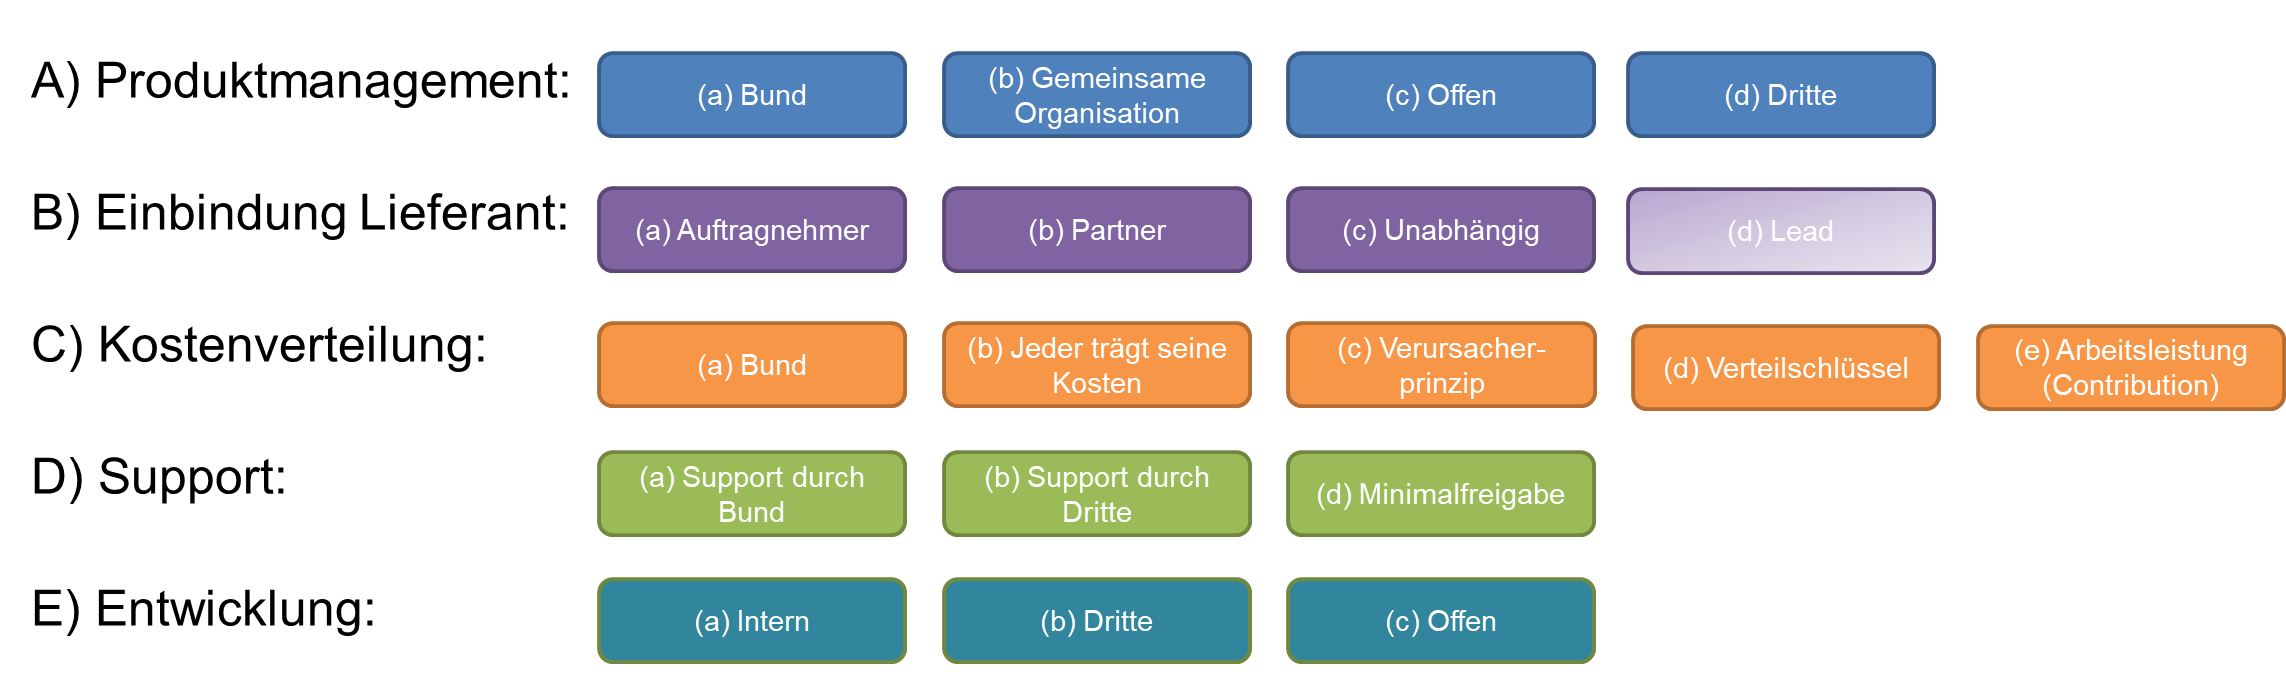 A) Produktmanagement:
(a) Bund
(b) Gemeinsame
Organisation
(c) Offen
(d) Dritte
B) Einbindung Lieferant:
(a) Auftragnehmer
(b) Partner
(c) Unabhängig
(d) Lead
C) Kostenverteilung:
(a) Bund
(b) Jeder trägt seine
Kosten
(c) Verursacher-
prinzip
(d) Verteilschlüssel
(e) Arbeitsleistung
(Contribution)
D) Support:
(a) Support durch
Bund
(b) Support durch
Dritte
(d) Minimalfreigabe
E) Entwicklung:
(a) Intern
(b) Dritte
(c) Offen